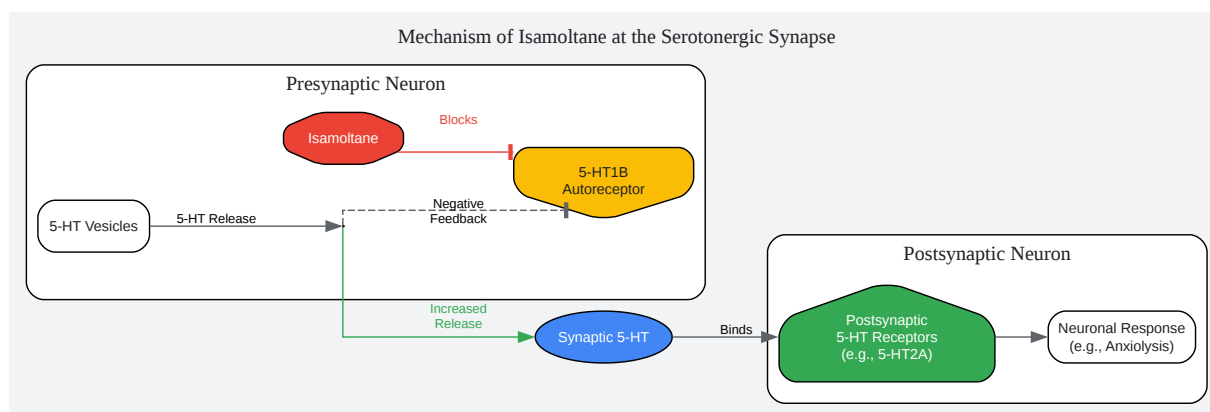 Mechanism of Isamoltane at the Serotonergic Synapse
Presynaptic Neuron
Isamoltane
Blocks
5-HT1B
Autoreceptor
5-HT Vesicles
5-HT Release
Negative
Feedback
Increased
Release
Synaptic 5-HT
Binds
Postsynaptic Neuron
Postsynaptic
5-HT Receptors
(e.g., 5-HT2A)
Neuronal Response
(e.g., Anxiolysis)